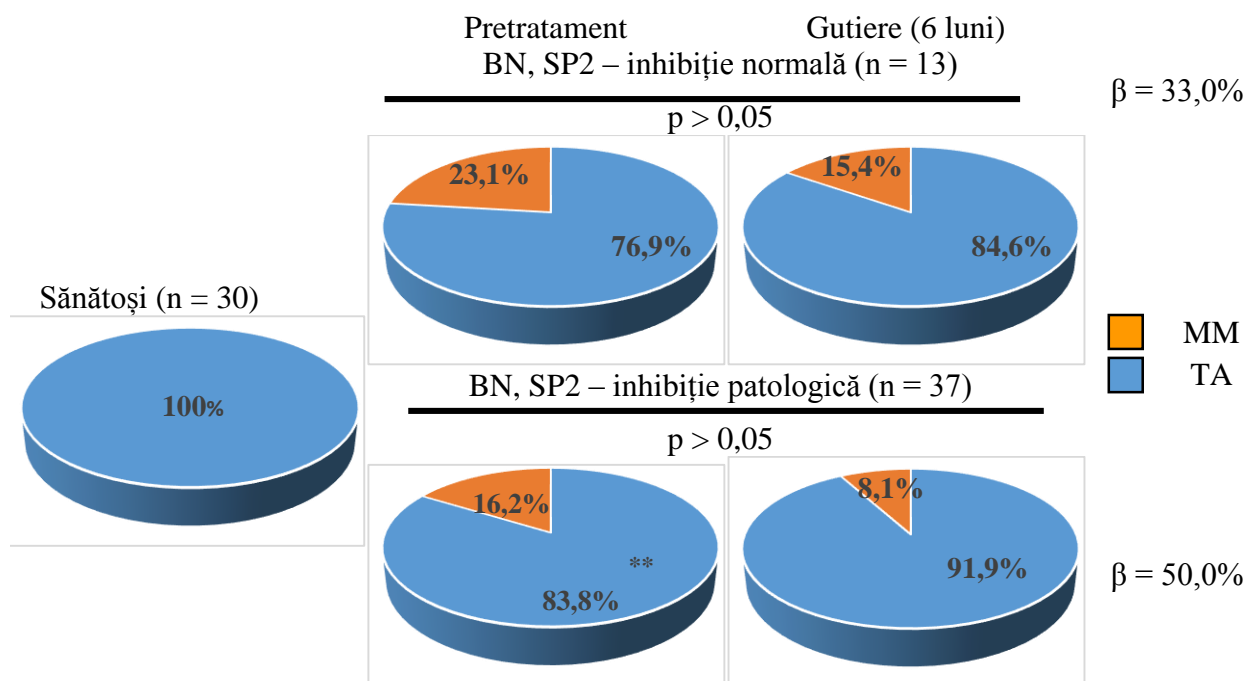 Pretratament Gutiere (6 luni)
BN, SP2 – inhibiție normală (n = 13)
β = 33,0%
p > 0,05
23,1%
76,9%
15,4%
84,6%
Sănătoși (n = 30)
100%
MM
TA
BN, SP2 – inhibiție patologică (n = 37)
p > 0,05
16,2%
**
83,8%
8,1%
91,9%
β = 50,0%